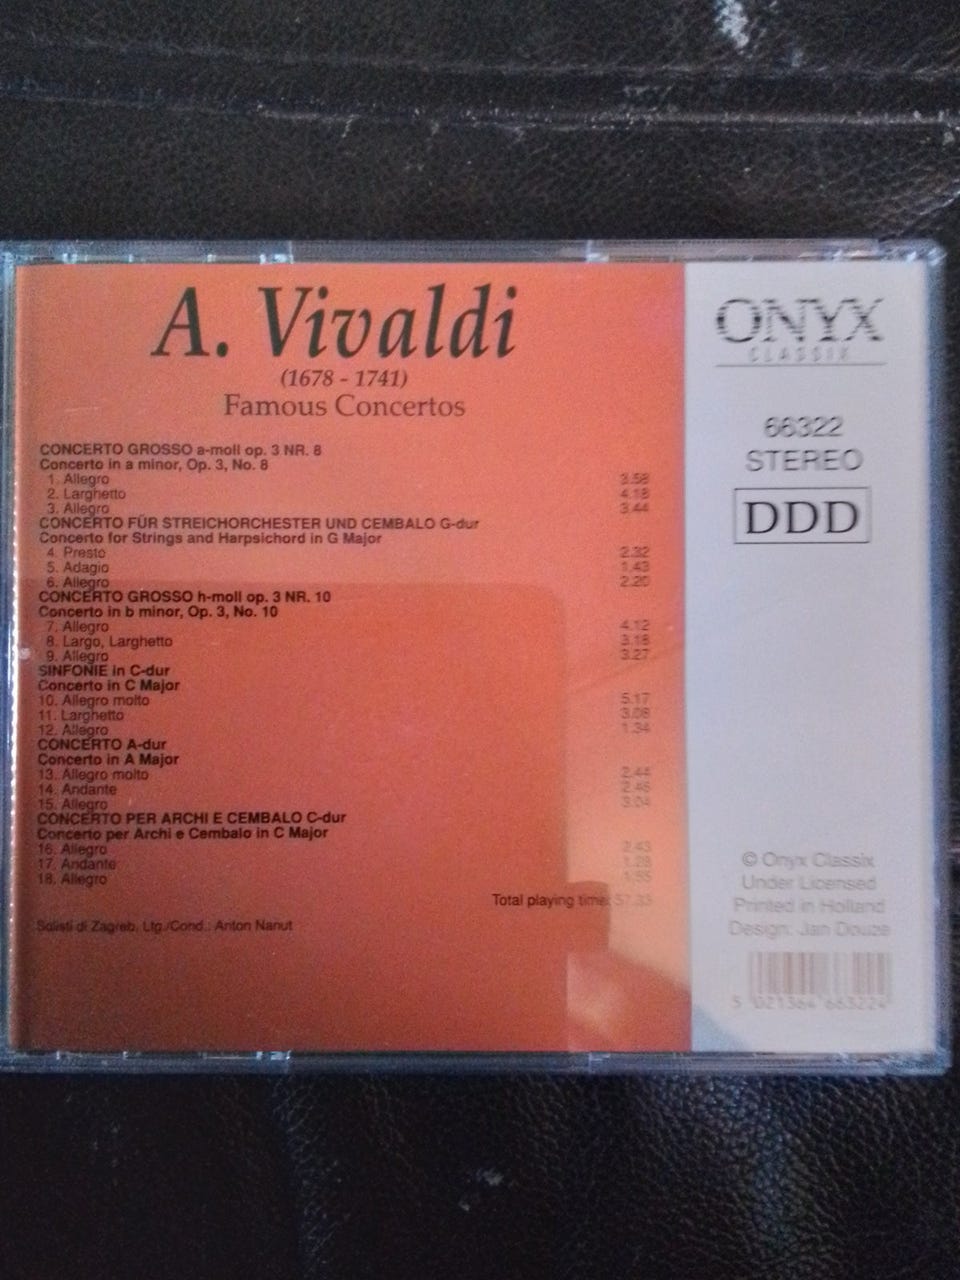 A. Vivaldi
(1678 - 1741)
Famous Concertos
CONCERTO GROSSO a-moll op. 3 NR. 8
Concerto in a minor, Op. 3, No. 8
1. Allegro 3.58
2. Larghetto 4.18
3. Allegro 3.44
CONCERTO FÜR STREICHORCHESTER UND CEMBALO G-dur
Concerto for Strings and Harpsichord in G Major
4. Presto 2.32
5. Adagio 1.43
6. Allegro 2.20
CONCERTO GROSSO h-moll op. 3 NR. 10
Concerto in b minor, Op. 3, No. 10
7. Allegro 4.12
8. Largo, Larghetto 3.18
9. Allegro 3.27
SINFONIE in C-dur
Concerto in C Major
10. Allegro molto 5.17
11. Larghetto 3.08
12. Allegro 1.34
CONCERTO A-dur
Concerto in A Major
13. Allegro molto 2.44
14. Andante 2.46
15. Allegro 3.04
CONCERTO PER ARCHI E CEMBALO C-dur
Concerto per Archi e Cembalo in C Major
16. Allegro 2.43
17. Andante 1.28
18. Allegro 1.55
Total playing time: 57.33
Solisti di Zagreb, Ltg./Cond.: Anton Nanut
ONYX
CLASSIX
66322
STEREO
DDD
© Onyx Classix
Under Licensed
Printed in Holland
Design: Jan Douze
5 021364 663224